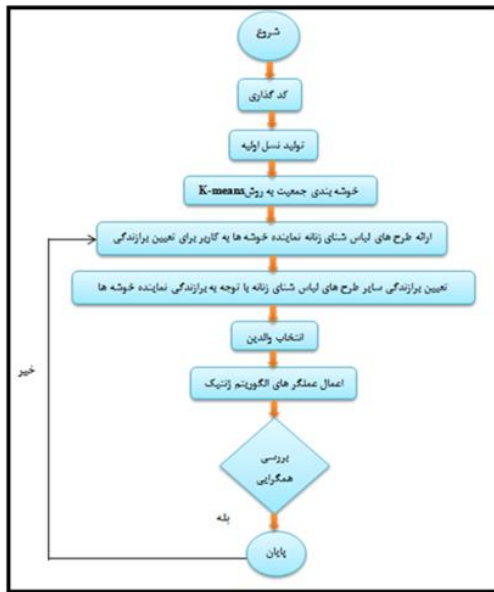 شروع
کد گذاری
تولید نسل اولیه
خوشه بندی جمعیت به روش K-means
ارائه طرح های لباس شنای زنانه نماینده خوشه ها به کاربر برای تعیین برازندگی
تعیین برازندگی سایر طرح های لباس شنای زنانه با توجه به برازندگی نماینده خوشه ها
انتخاب والدین
خیر
اعمال عملگر های الگوریتم ژنتیک
بررسی
همگرایی
بله
پایان